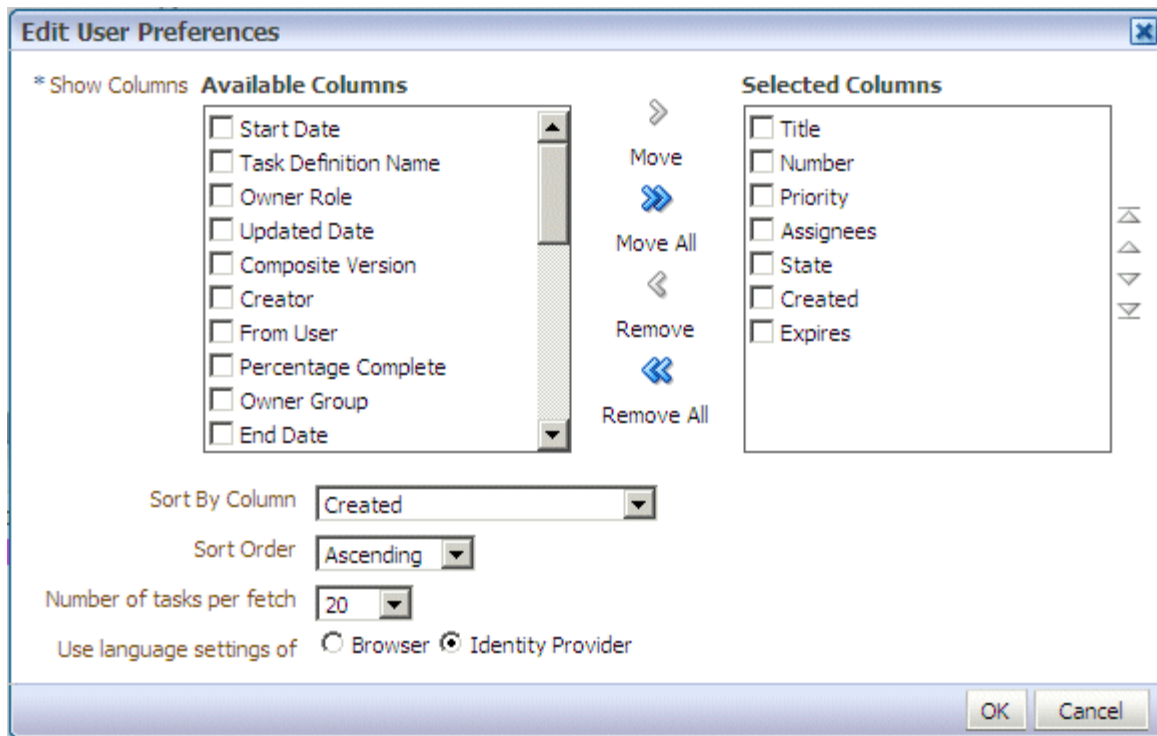 Edit User Preferences
* Show Columns Available Columns Selected Columns
Start Date
Task Definition Name
Owner Role
Updated Date
Composite Version
Creator
From User
Percentage Complete
Owner Group
End Date
Move
Move All
Remove
Remove All
Title
Number
Priority
Assignees
State
Created
Expires
Sort By Column Created
Sort Order Ascending
Number of tasks per fetch 20
Use language settings of Browser Identity Provider
OK Cancel